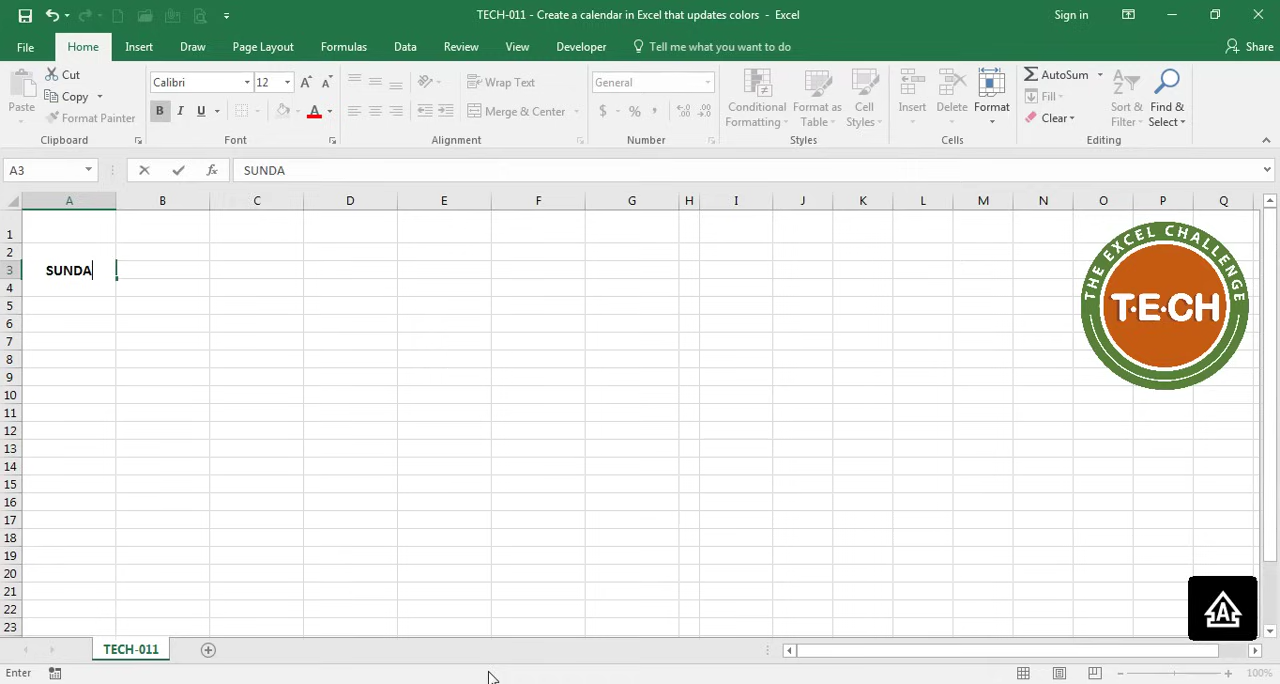 TECH-011 - Create a calendar in Excel that updates colors - Excel
Sign in
File Home Insert Draw Page Layout Formulas Data Review View Developer Tell me what you want to do Share
Paste Cut Copy Format Painter Clipboard
Calibri 12 A A B I U A Font
Wrap Text Merge & Center Alignment
General $ % , Number
Conditional Formatting Format as Table Cell Styles Styles
Insert Delete Format Cells
AutoSum Fill Clear Sort & Filter Find & Select Editing
A3 fx SUNDA
A B C D E F G H I J K L M N O P Q
1
2
3 SUNDA
4
5
6
7
8
9
10
11
12
13
14
15
16
17
18
19
20
21
22
23
THE EXCEL CHALLENGE
T·E·CH
A
TECH-011
Enter 100%